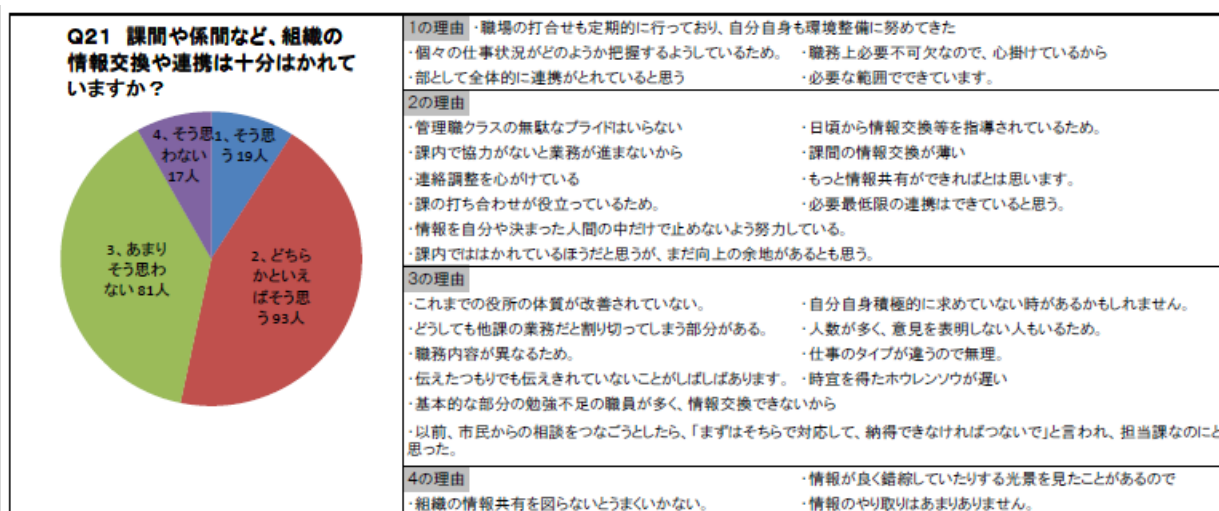 Q21 課間や係間など、組織の
情報交換や連携は十分はかれて
いますか？
1、そう思
う 19人
2、どちら
かといえ
ばそう思
う 93人
3、あまり
そう思わ
ない 81人
4、そう思
わない
17人
1の理由 ・職場の打合せも定期的に行っており、自分自身も環境整備に努めてきた
・個々の仕事状況がどのようか把握するようしているため。 ・職務上必要不可欠なので、心掛けているから
・部として全体的に連携がとれていると思う ・必要な範囲でできています。
2の理由
・管理職クラスの無駄なプライドはいらない ・日頃から情報交換等を指導されているため。
・課内で協力がないと業務が進まないから ・課間の情報交換が薄い
・連絡調整を心がけている ・もっと情報共有ができればとは思います。
・課の打ち合わせが役立っているため。 ・必要最低限の連携はできていると思う。
・情報を自分や決まった人間の中だけで止めないよう努力している。
・課内でははかれているほうだと思うが、まだ向上の余地があるとも思う。
3の理由
・これまでの役所の体質が改善されていない。 ・自分自身積極的に求めていない時があるかもしれません。
・どうしても他課の業務だと割り切ってしまう部分がある。 ・人数が多く、意見を表明しない人もいるため。
・職務内容が異なるため。 ・仕事のタイプが違うので無理。
・伝えたつもりでも伝えきれていないことがしばしばあります。 ・時宜を得たホウレンソウが遅い
・基本的な部分の勉強不足の職員が多く、情報交換できないから
・以前、市民からの相談をつなごうとしたら、「まずはそちらで対応して、納得できなければつないで」と言われ、担当課なのにと
思った。
4の理由 ・情報が良く錯綜していたりする光景を見たことがあるので
・組織の情報共有を図らないとうまくいかない。 ・情報のやり取りはあまりありません。